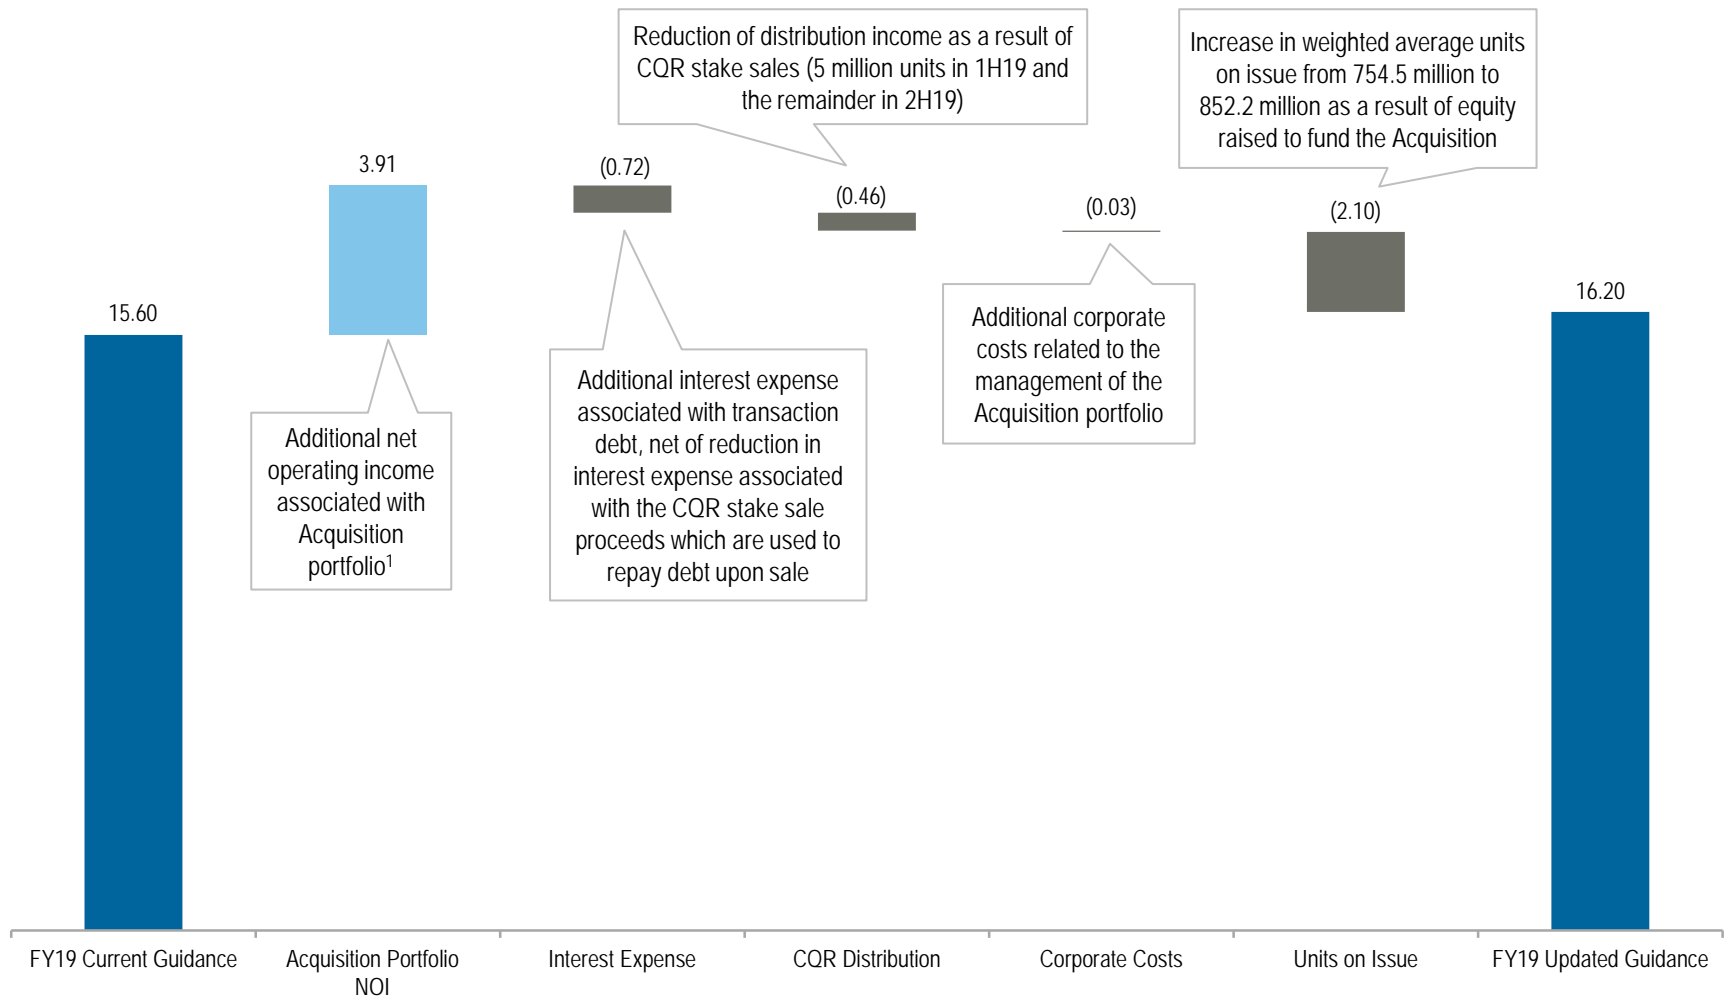 Reduction of distribution income as a result of
CQR stake sales (5 million units in 1H19 and
the remainder in 2H19)
Increase in weighted average units
on issue from 754.5 million to
852.2 million as a result of equity
raised to fund the Acquisition
3.91
(0.72)
(0.46)
(0.03)
(2.10)
15.60
16.20
Additional net
operating income
associated with
Acquisition
portfolio1
Additional interest expense
associated with transaction
debt, net of reduction in
interest expense associated
with the CQR stake sale
proceeds which are used to
repay debt upon sale
Additional corporate
costs related to the
management of the
Acquisition portfolio
FY19 Current Guidance
Acquisition Portfolio
NOI
Interest Expense
CQR Distribution
Corporate Costs
Units on Issue
FY19 Updated Guidance